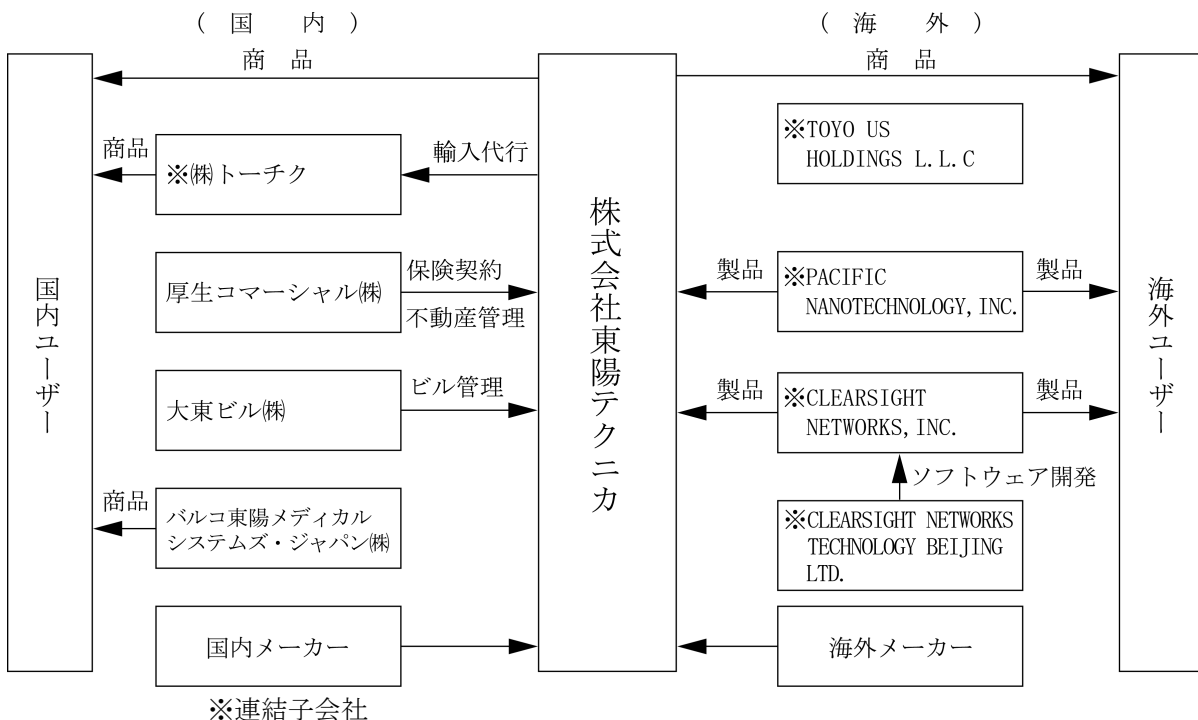 （国　内）
（海　外）
商　品
商　品
国内ユーザー
商品
※㈱トーチク
輸入代行
厚生コマーシャル㈱
保険契約
不動産管理
大東ビル㈱
ビル管理
商品
バルコ東陽メディカル
システムズ・ジャパン㈱
国内メーカー
※連結子会社
株式会社東陽テクニカ
※TOYO US
HOLDINGS L.L.C
製品
※PACIFIC
NANOTECHNOLOGY, INC.
製品
製品
※CLEARSIGHT
NETWORKS, INC.
製品
ソフトウェア開発
※CLEARSIGHT NETWORKS
TECHNOLOGY BEIJING
LTD.
海外メーカー
海外ユーザー